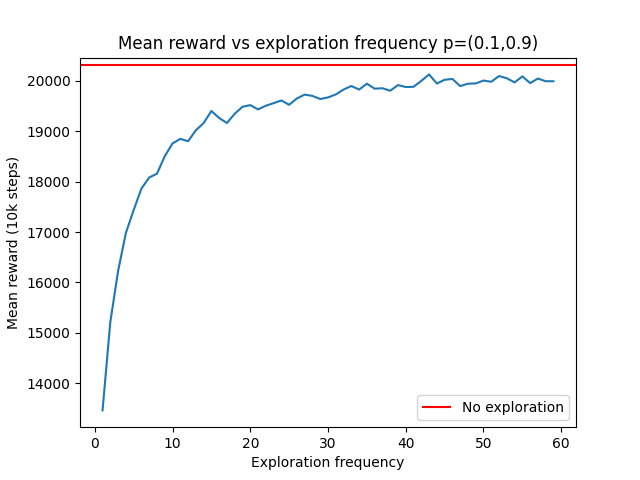 Mean reward vs exploration frequency p=(0.1,0.9)
Mean reward (10k steps)
20000
19000
18000
17000
16000
15000
14000
No exploration
0 10 20 30 40 50 60
Exploration frequency